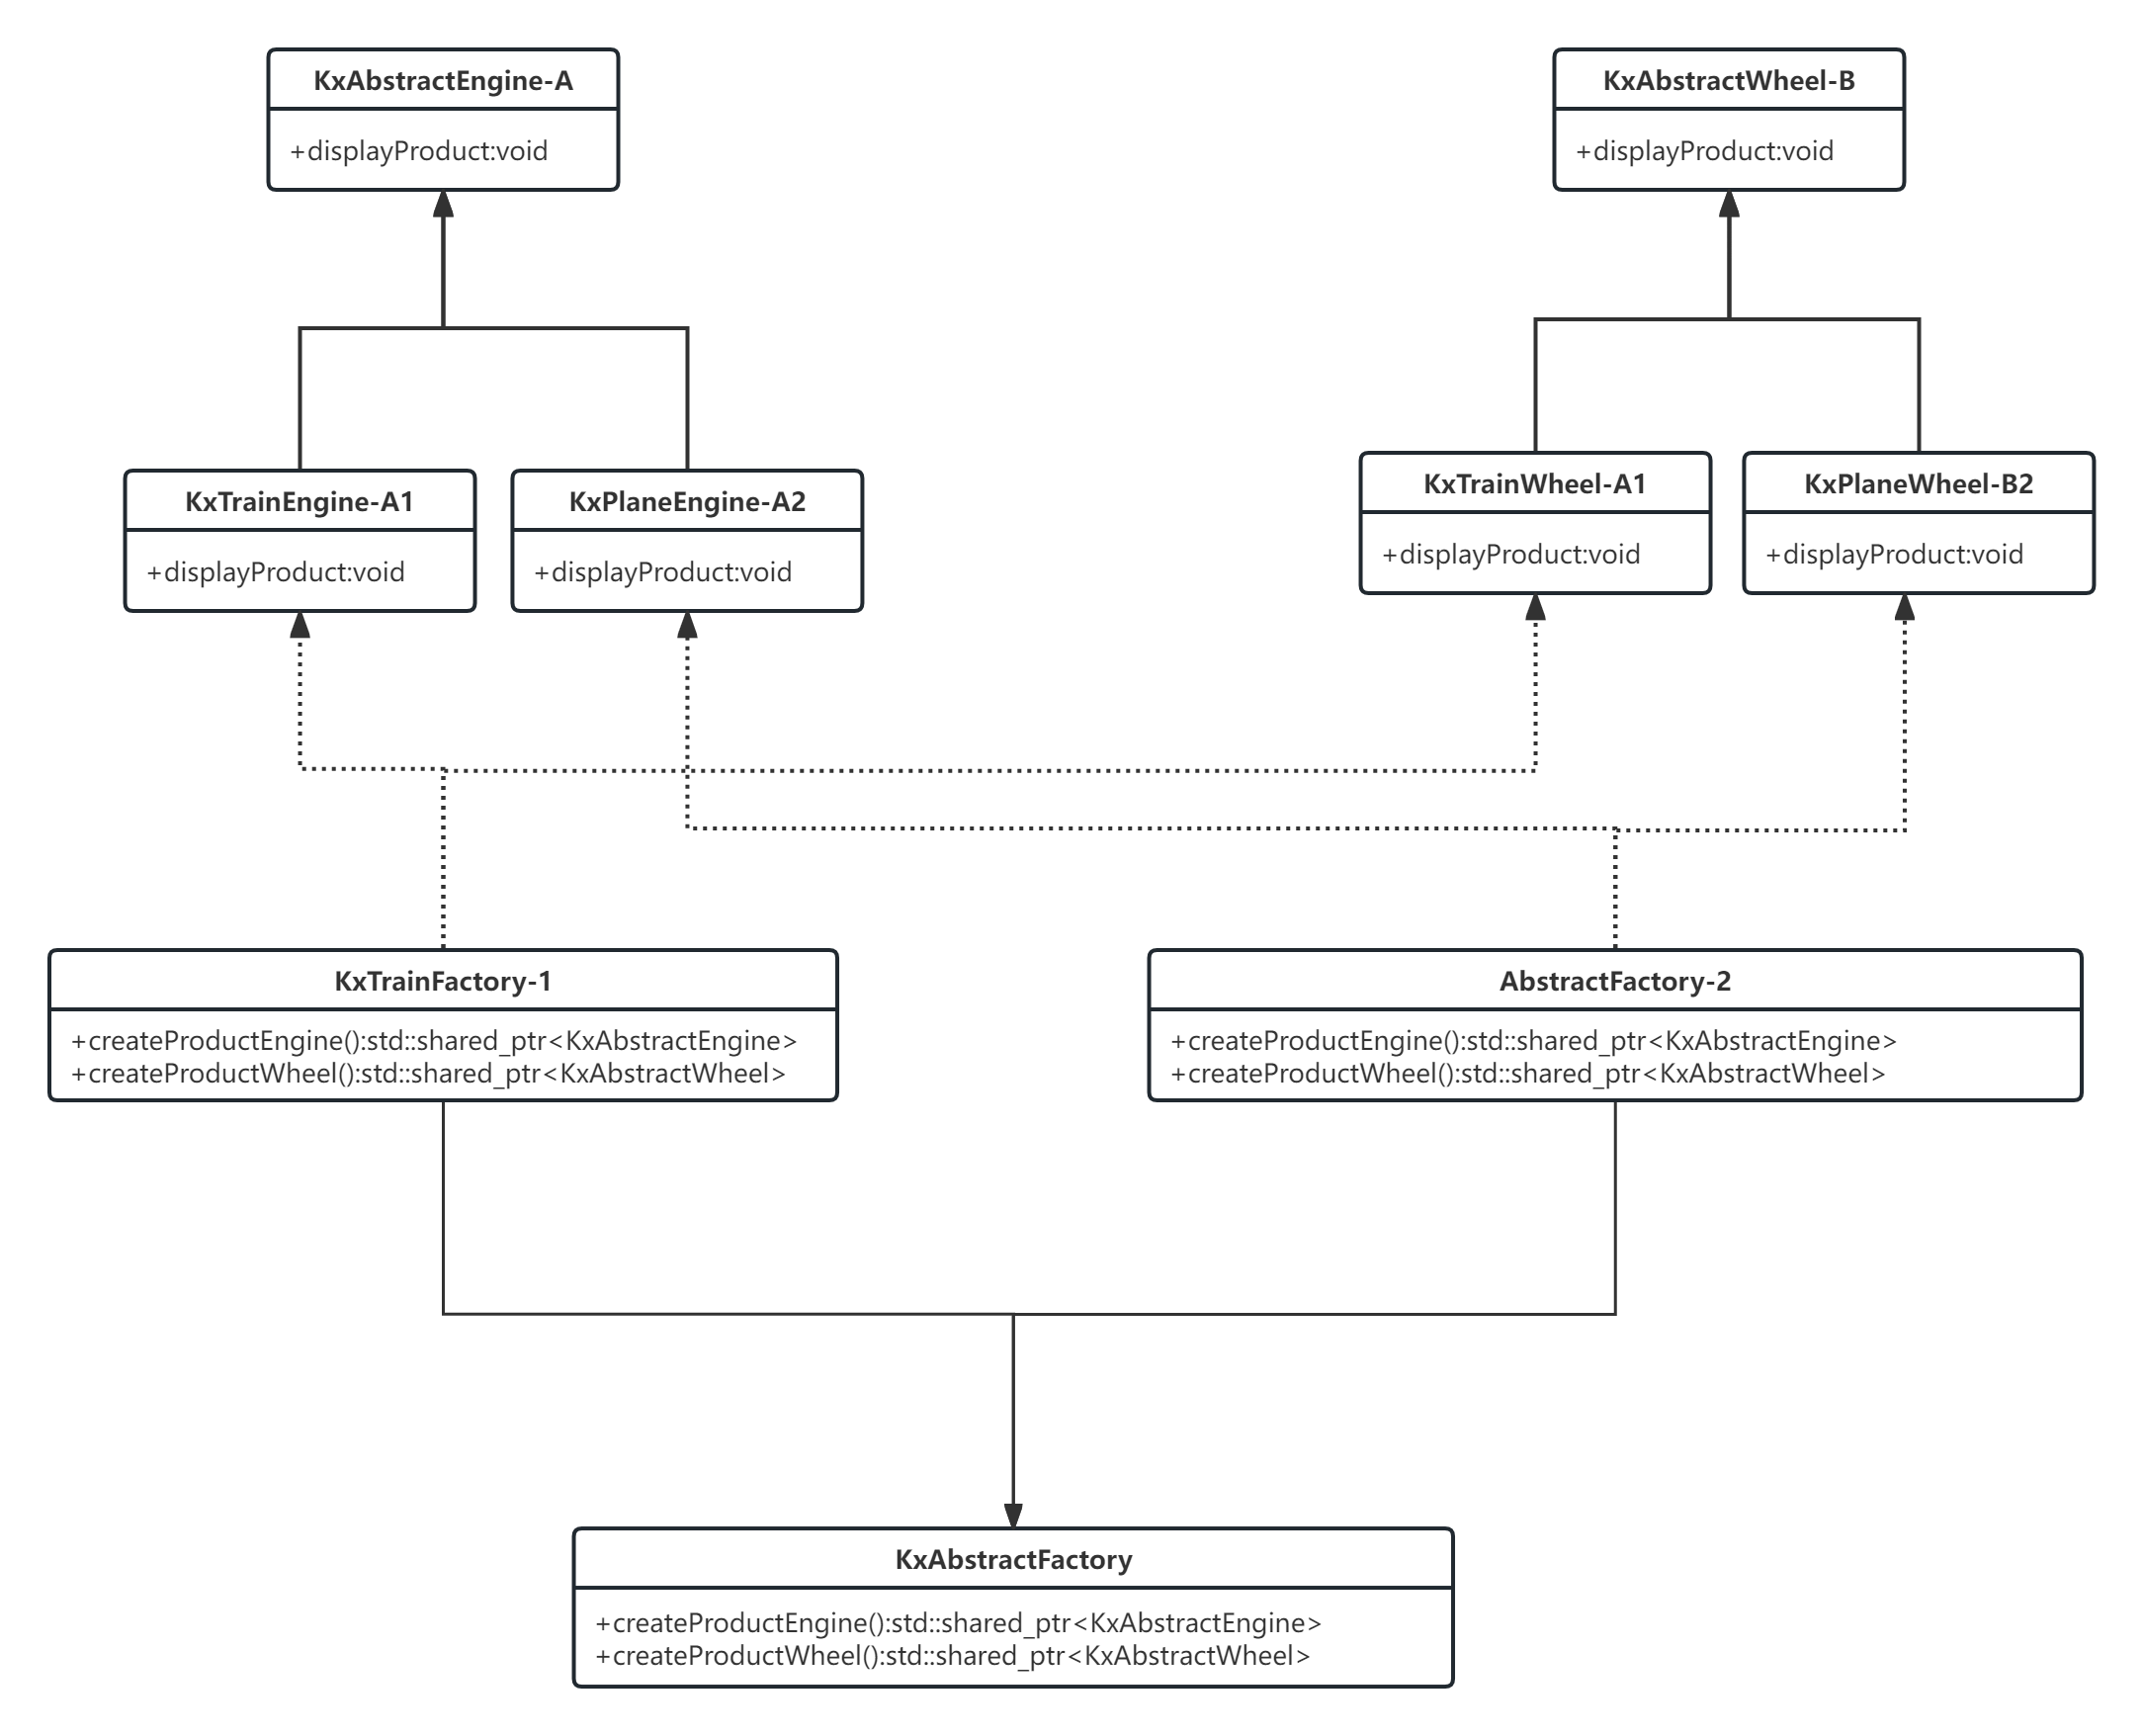 KxAbstractEngine-A
+displayProduct:void
KxAbstractWheel-B
+displayProduct:void
KxTrainEngine-A1
+displayProduct:void
KxPlaneEngine-A2
+displayProduct:void
KxTrainWheel-A1
+displayProduct:void
KxPlaneWheel-B2
+displayProduct:void
KxTrainFactory-1
+createProductEngine():std::shared_ptr<KxAbstractEngine>
+createProductWheel():std::shared_ptr<KxAbstractWheel>
AbstractFactory-2
+createProductEngine():std::shared_ptr<KxAbstractEngine>
+createProductWheel():std::shared_ptr<KxAbstractWheel>
KxAbstractFactory
+createProductEngine():std::shared_ptr<KxAbstractEngine>
+createProductWheel():std::shared_ptr<KxAbstractWheel>